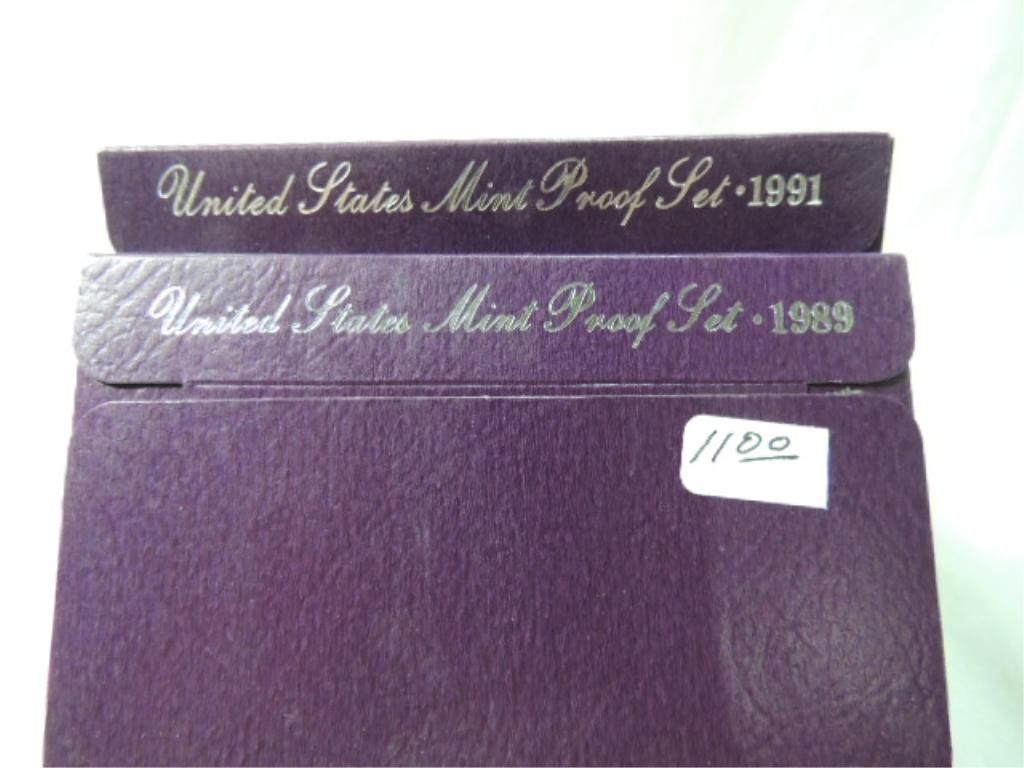 United States Mint Proof Set · 1991
United States Mint Proof Set · 1989
1100